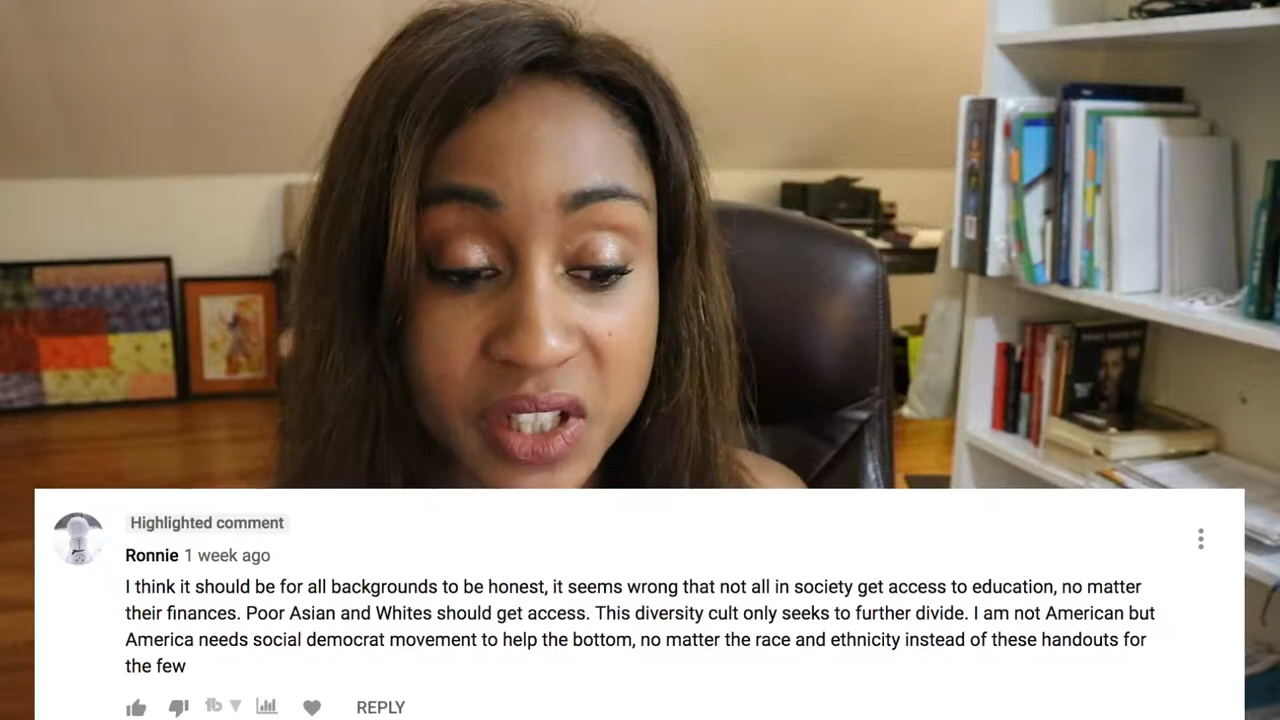 Highlighted comment
Ronnie 1 week ago
I think it should be for all backgrounds to be honest, it seems wrong that not all in society get access to education, no matter
their finances. Poor Asian and Whites should get access. This diversity cult only seeks to further divide. I am not American but
America needs social democrat movement to help the bottom, no matter the race and ethnicity instead of these handouts for
the few
REPLY